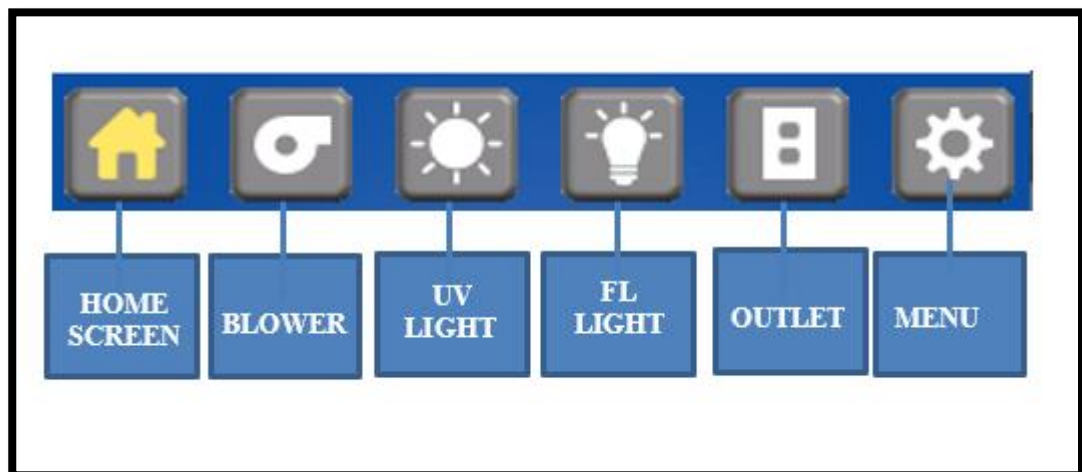 HOME
SCREEN
BLOWER
UV
LIGHT
FL
LIGHT
OUTLET
MENU